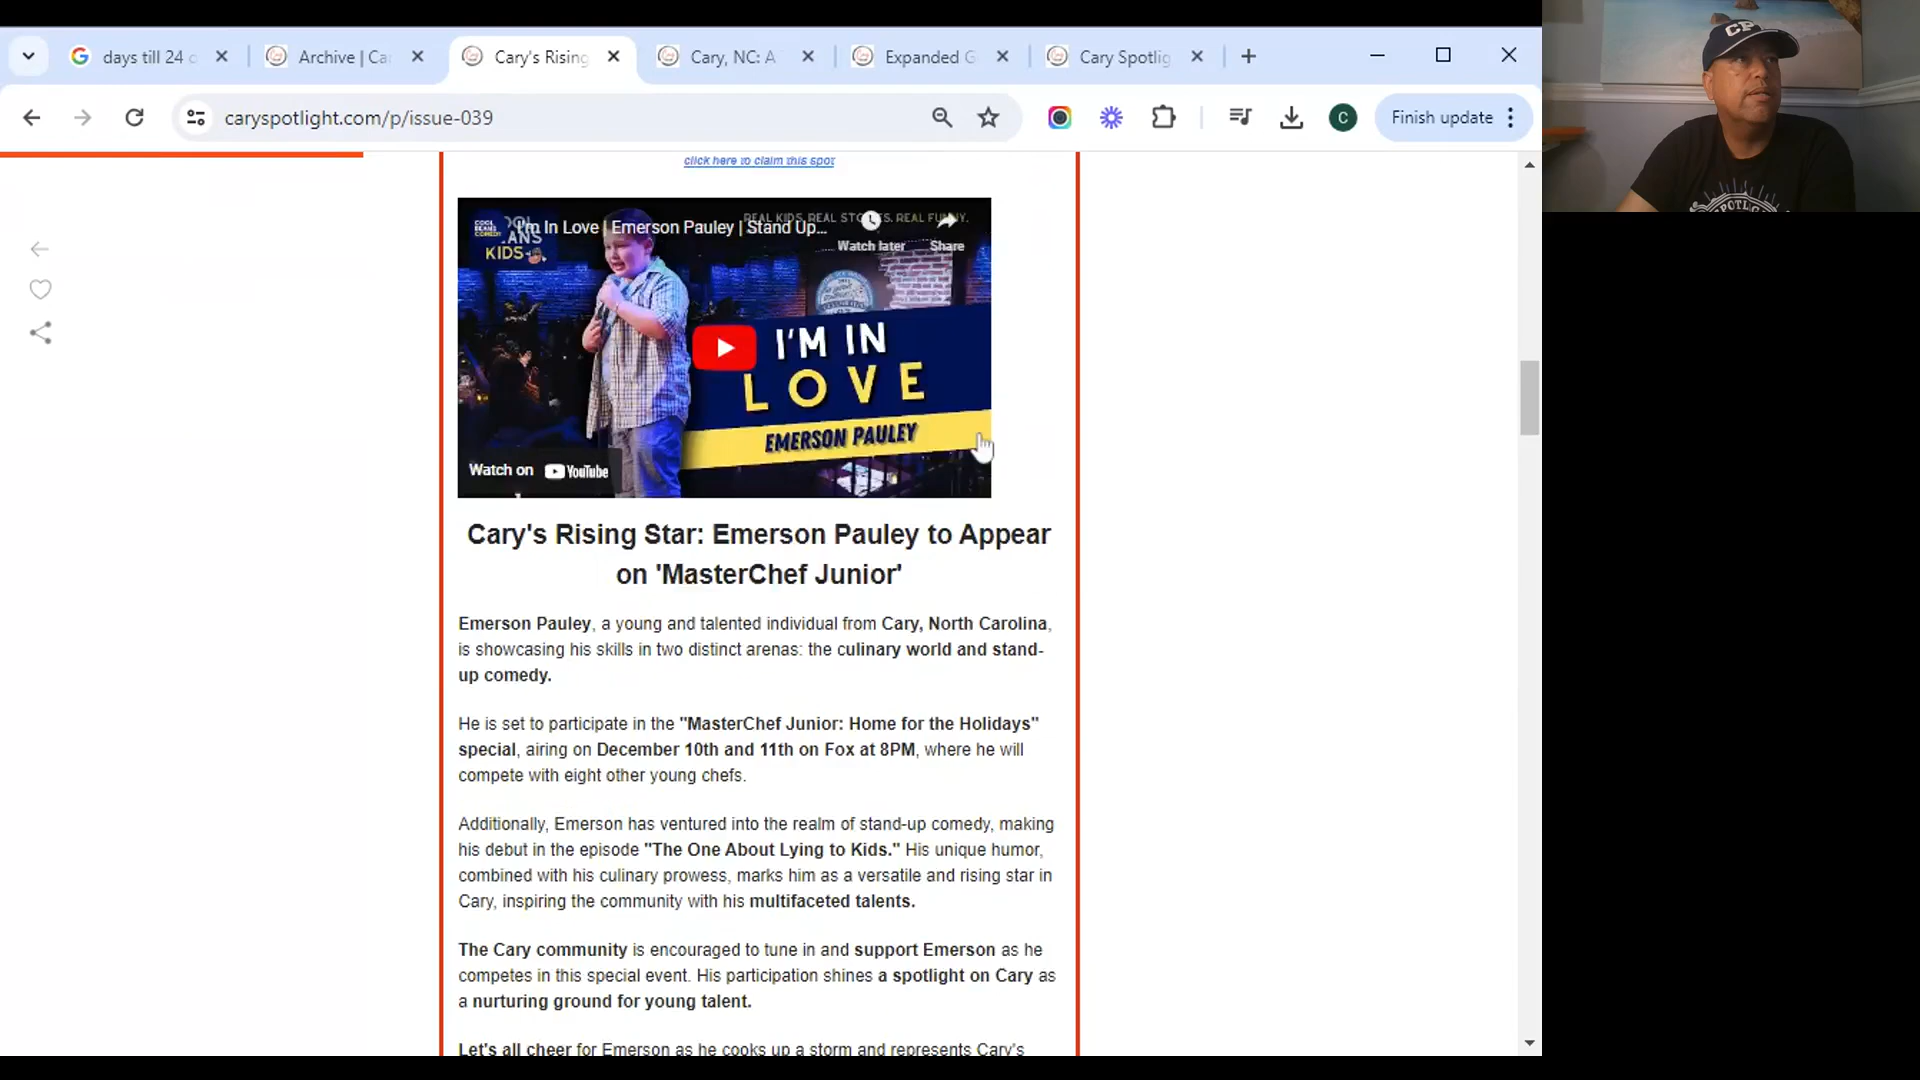 days till 24 o
Archive | Ca
Cary's Rising
Cary, NC: A
Expanded G
Cary Spotlig
caryspotlight.com/p/issue-039
C
Finish update
click here to claim this spot
REAL KIDS. REAL STORIES. REAL FUNNY.
I'm In Love | Emerson Pauley | Stand Up...
COOL BEANS COMEDY
KIDS
Watch later
Share
I'M IN
LOVE
EMERSON PAULEY
Watch on YouTube
Cary's Rising Star: Emerson Pauley to Appear
on 'MasterChef Junior'
Emerson Pauley, a young and talented individual from Cary, North Carolina,
is showcasing his skills in two distinct arenas: the culinary world and stand-
up comedy.
He is set to participate in the "MasterChef Junior: Home for the Holidays"
special, airing on December 10th and 11th on Fox at 8PM, where he will
compete with eight other young chefs.
Additionally, Emerson has ventured into the realm of stand-up comedy, making
his debut in the episode "The One About Lying to Kids." His unique humor,
combined with his culinary prowess, marks him as a versatile and rising star in
Cary, inspiring the community with his multifaceted talents.
The Cary community is encouraged to tune in and support Emerson as he
competes in this special event. His participation shines a spotlight on Cary as
a nurturing ground for young talent.
Let's all cheer for Emerson as he cooks up a storm and represents Cary's